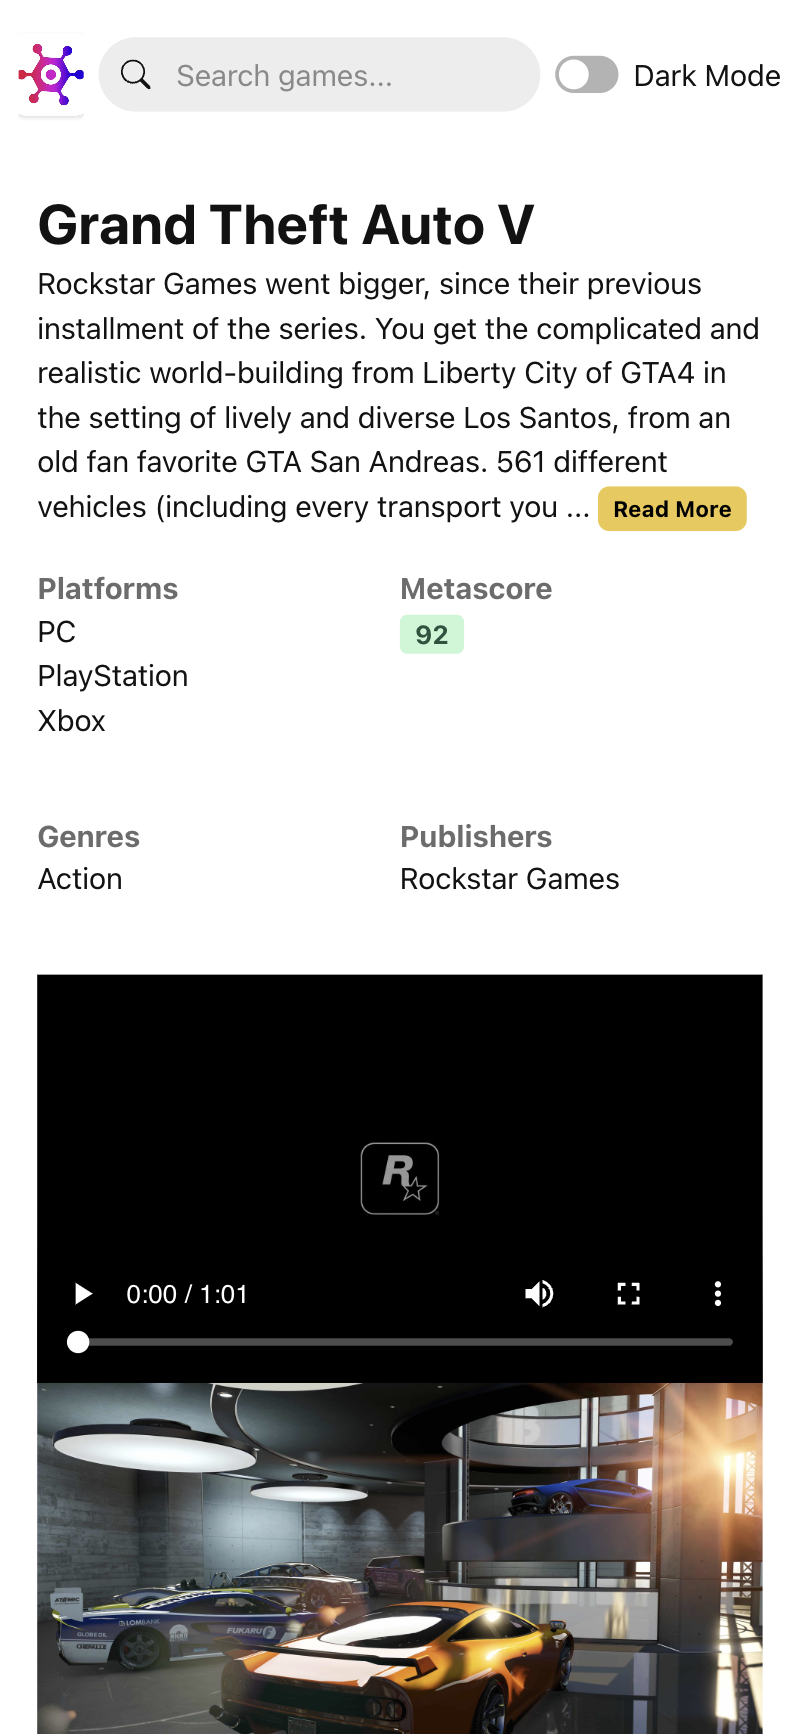 Search games...
Dark Mode
Grand Theft Auto V
Rockstar Games went bigger, since their previous
installment of the series. You get the complicated and
realistic world-building from Liberty City of GTA4 in
the setting of lively and diverse Los Santos, from an
old fan favorite GTA San Andreas. 561 different
vehicles (including every transport you ... Read More
Platforms
PC
PlayStation
Xbox
Metascore
92
Genres
Action
Publishers
Rockstar Games
R
0:00 / 1:01
ATOMIC
LOMBANK
GLOBE OIL
FUKARU